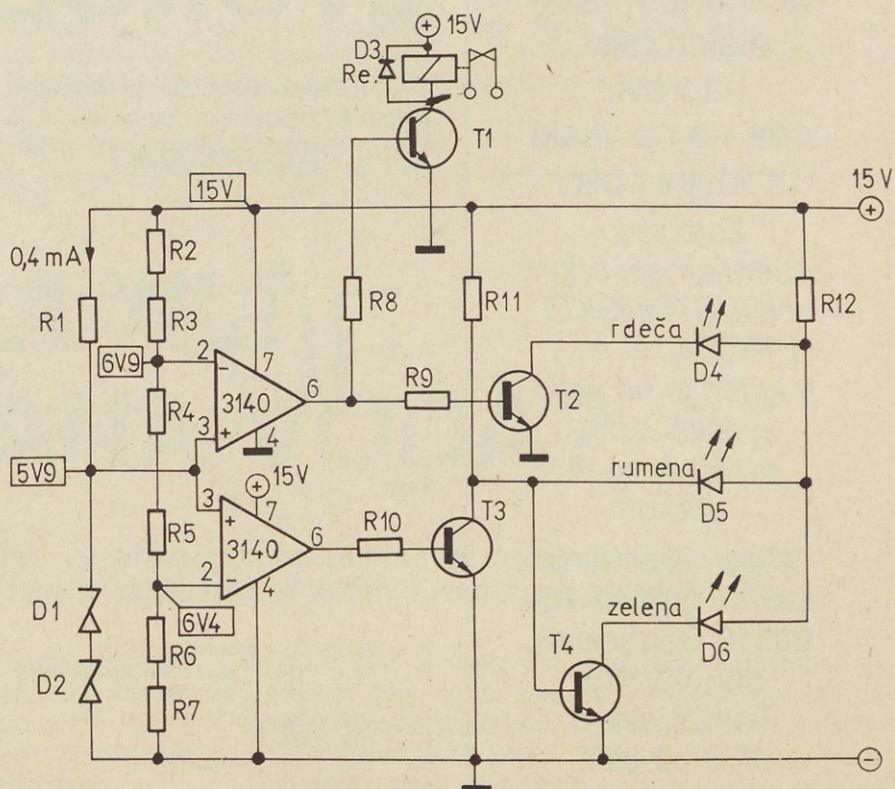 15V
D3
Re.
T1
15V
15V
0,4mA
R2
R1
R3
R8
R11
R12
6V9
2
7
rdeča
D4
6
R9
T2
R4
3140
3
4
5V9
15V
rumena
D5
3
7
T3
R5
3140
6
R10
2
4
zelena
D6
D1
6V4
R6
T4
D2
R7